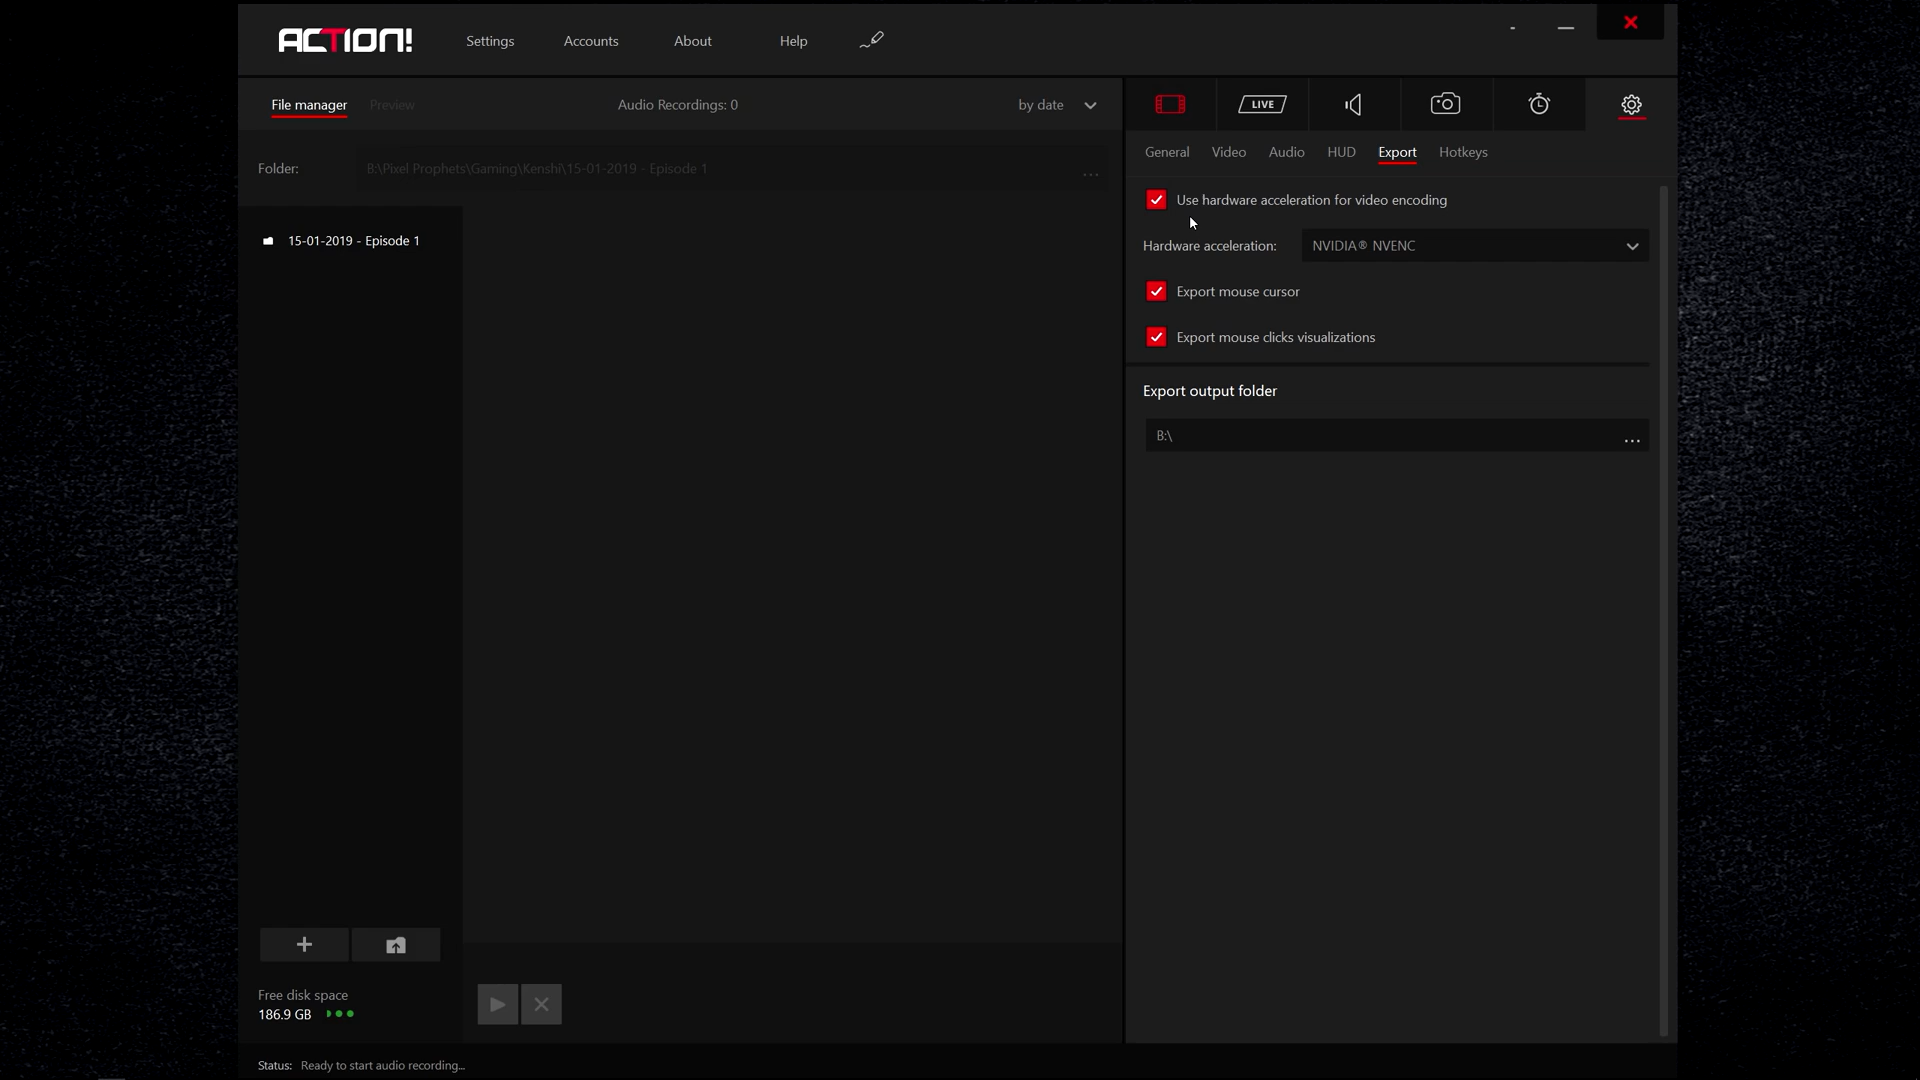 ACTION!
Settings
Accounts
About
Help
File manager
Preview
Audio Recordings: 0
by date
LIVE
General
Video
Audio
HUD
Export
Hotkeys
Folder:
B:\Pixel Prophets\Gaming\Kenshi\15-01-2019 - Episode 1
...
15-01-2019 - Episode 1
Use hardware acceleration for video encoding
Hardware acceleration:
NVIDIA® NVENC
Export mouse cursor
Export mouse clicks visualizations
Export output folder
B:\
...
Free disk space
186.9 GB
Status: Ready to start audio recording...